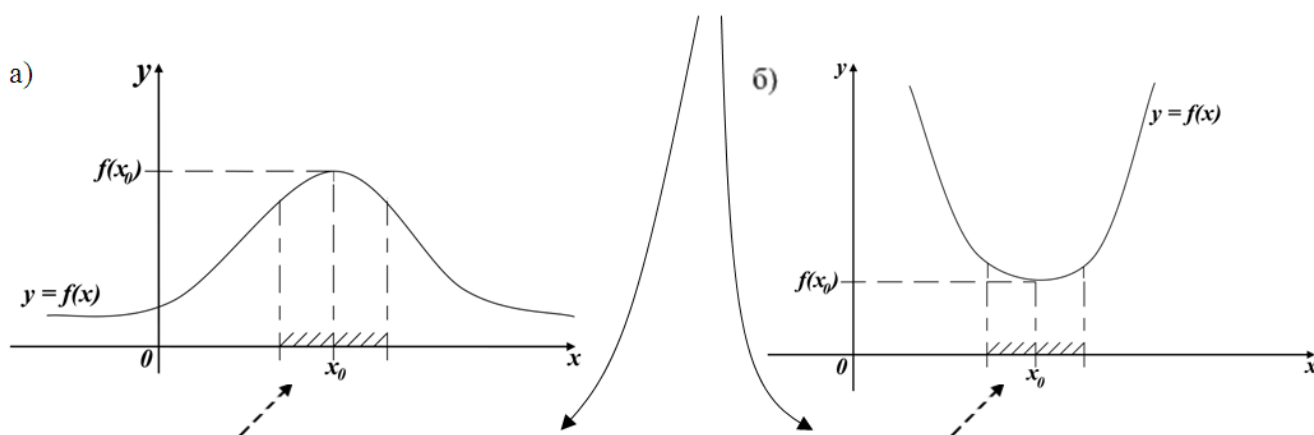 а)
y
f(x₀)
y = f(x)
0
x₀
x
б)
y
y = f(x)
f(x₀)
0
x₀
x